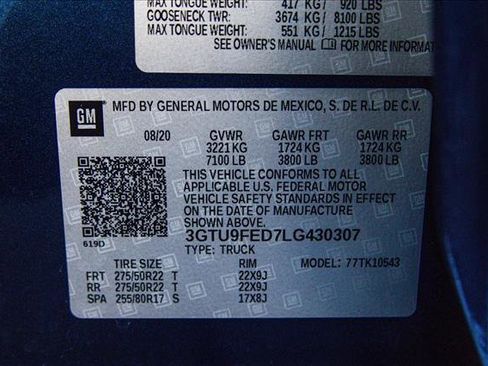 MAX TONGUE WEIGHT: 417 KG/ 920 LBS
GOOSENECK TWR: 3674 KG/ 8100 LBS
MAX TONGUE WEIGHT: 551 KG/ 1215 LBS
SEE OWNER'S MANUAL FOR MORE INFORMATION
GM
MFD BY GENERAL MOTORS DE MEXICO, S. DE R.L. DE C.V.
08/20 GVWR GAWR FRT GAWR RR
3221 KG 1724 KG 1724 KG
7100 LB 3800 LB 3800 LB
THIS VEHICLE CONFORMS TO ALL
APPLICABLE U.S. FEDERAL MOTOR
VEHICLE SAFETY STANDARDS IN EFFECT
ON THE DATE OF MANUFACTURE
SHOWN ABOVE.
619D
3GTU9FED7LG430307
TYPE: TRUCK
TIRE SIZE RIM MODEL: 77TK10543
FRT 275/50R22 T 22X9J
RR 275/50R22 T 22X9J
SPA 255/80R17 S 17X8J